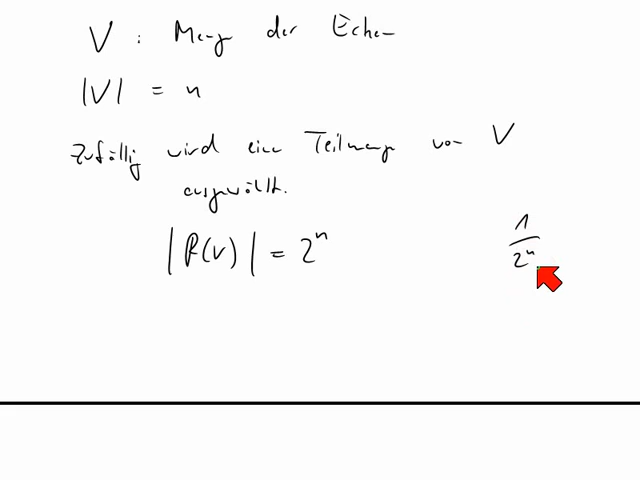 V : Menge der Ecken
|V| = n
Zufällig wird eine Teilmenge von V
ausgewählt.
|P(V)| = 2^n
1/2^n